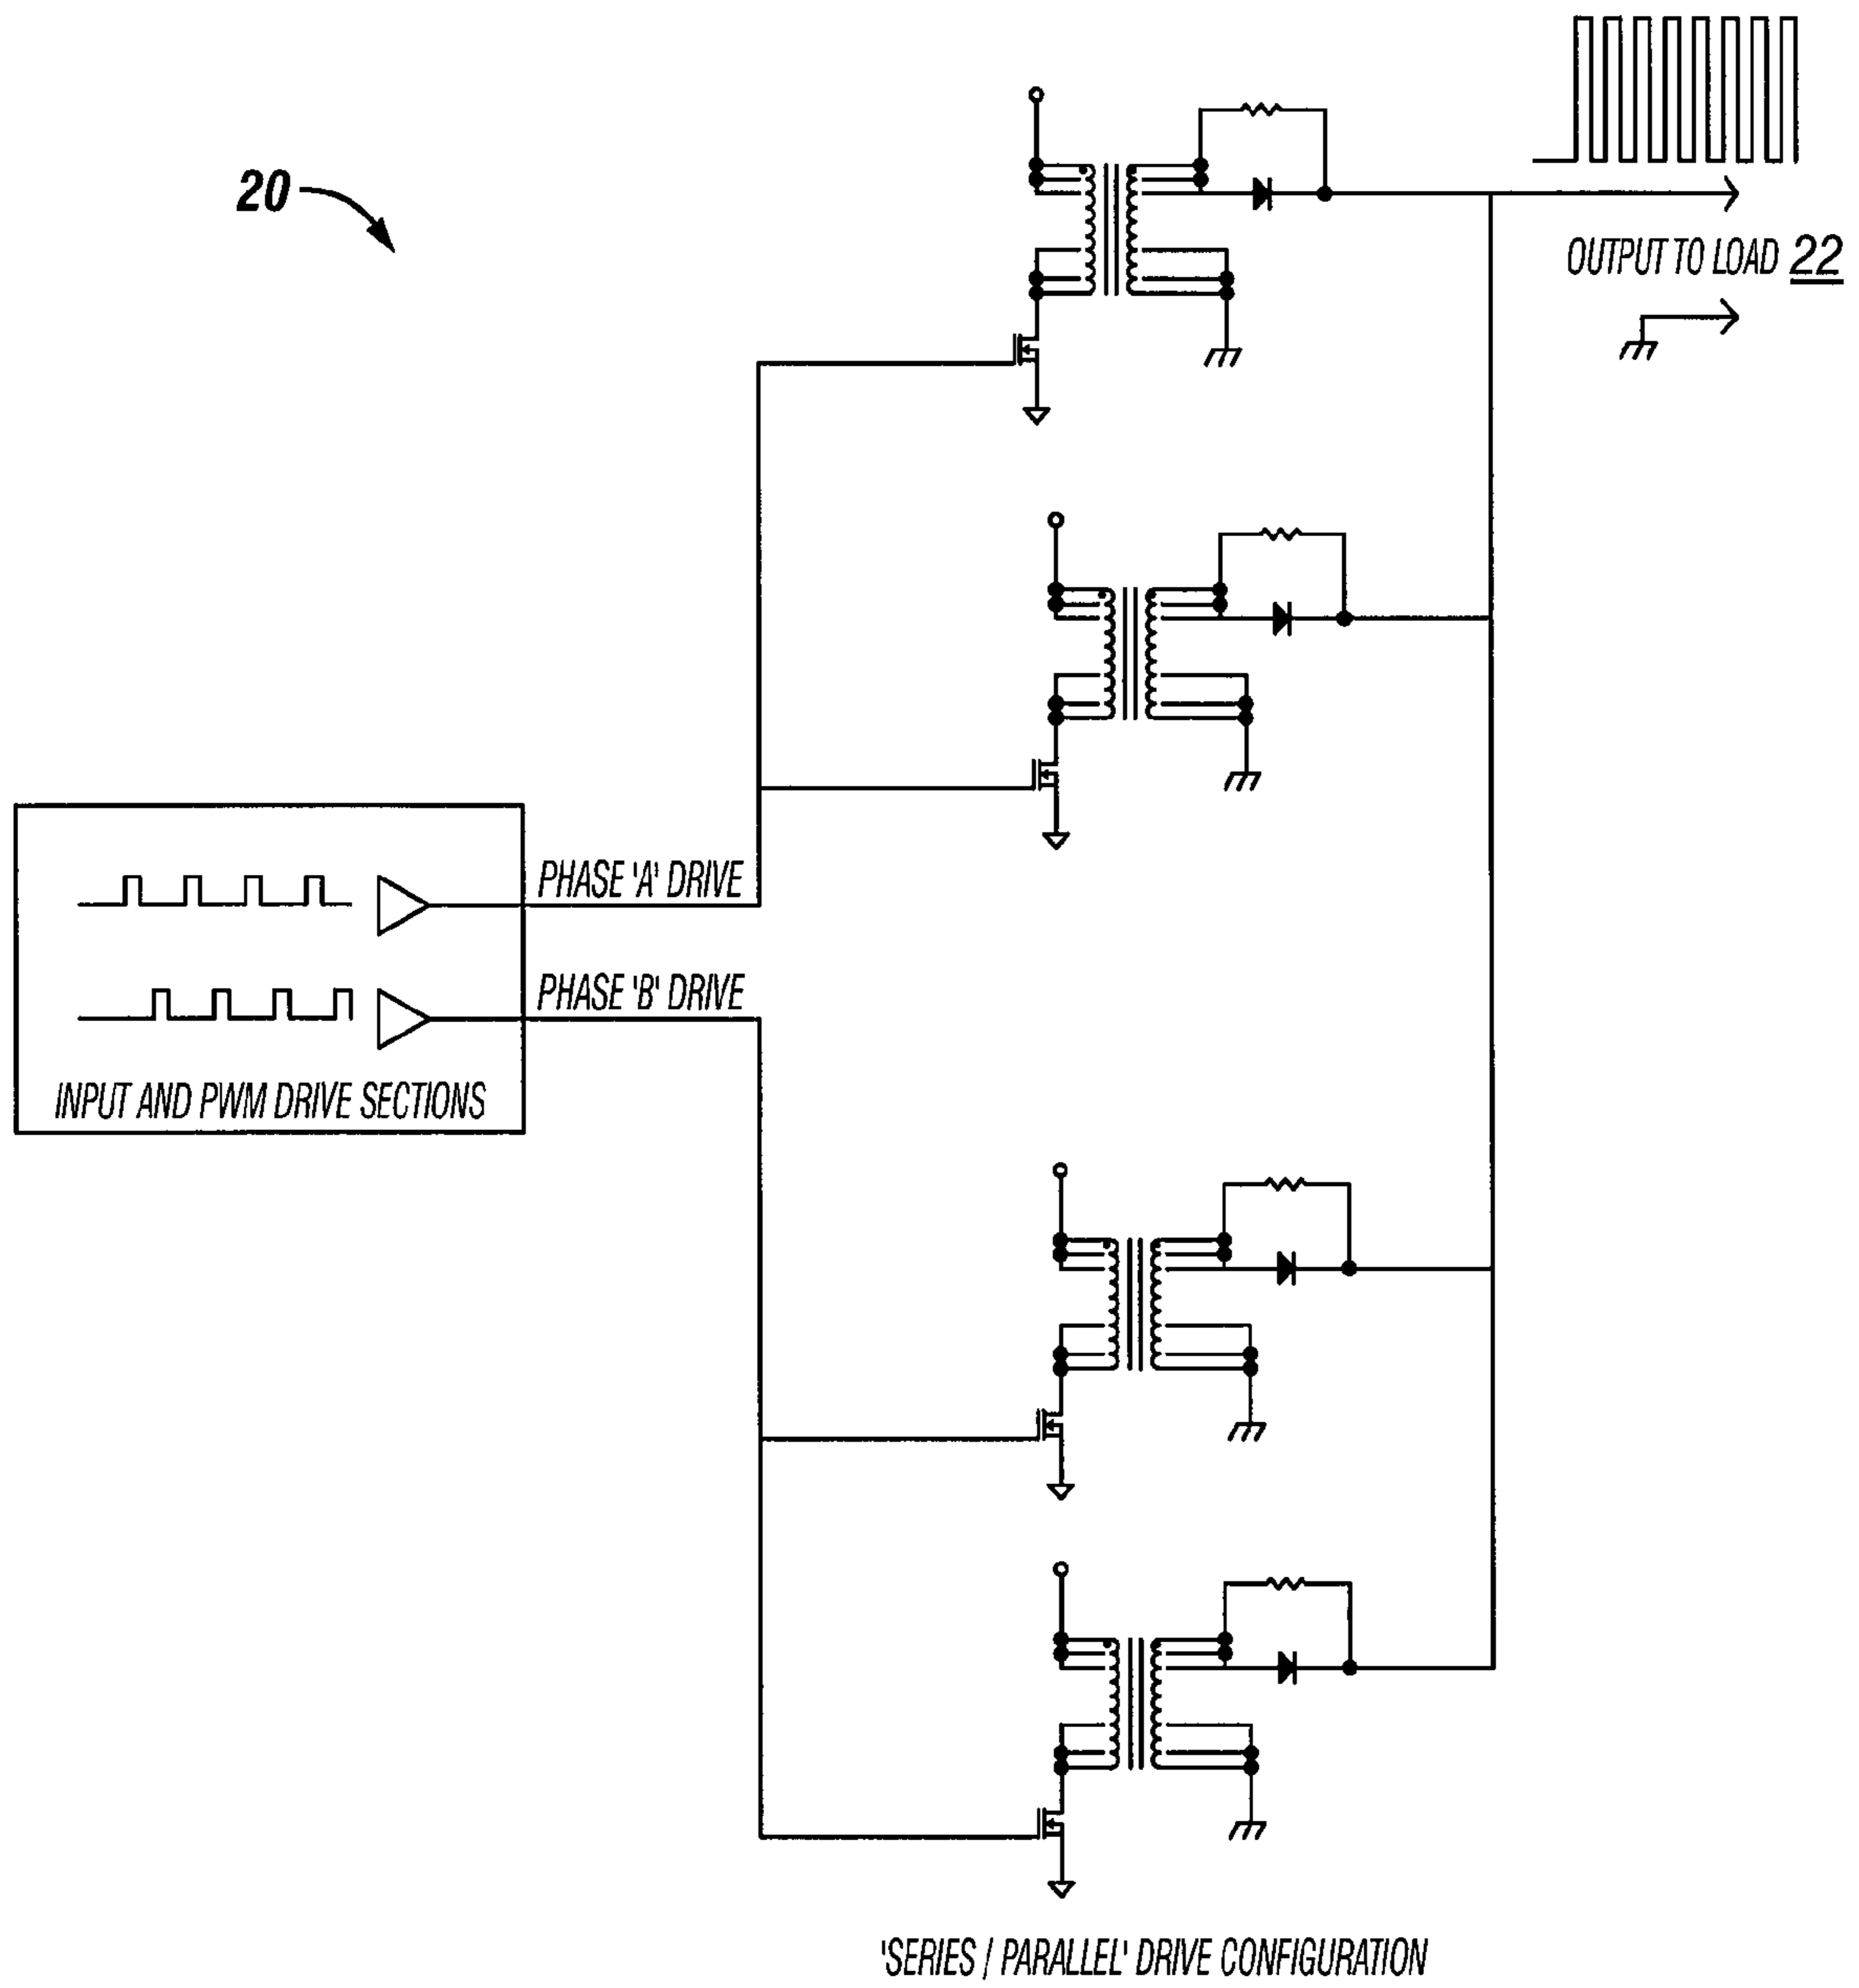 20
OUTPUT TO LOAD 22
PHASE 'A' DRIVE
PHASE 'B' DRIVE
INPUT AND PWM DRIVE SECTIONS
'SERIES / PARALLEL' DRIVE CONFIGURATION